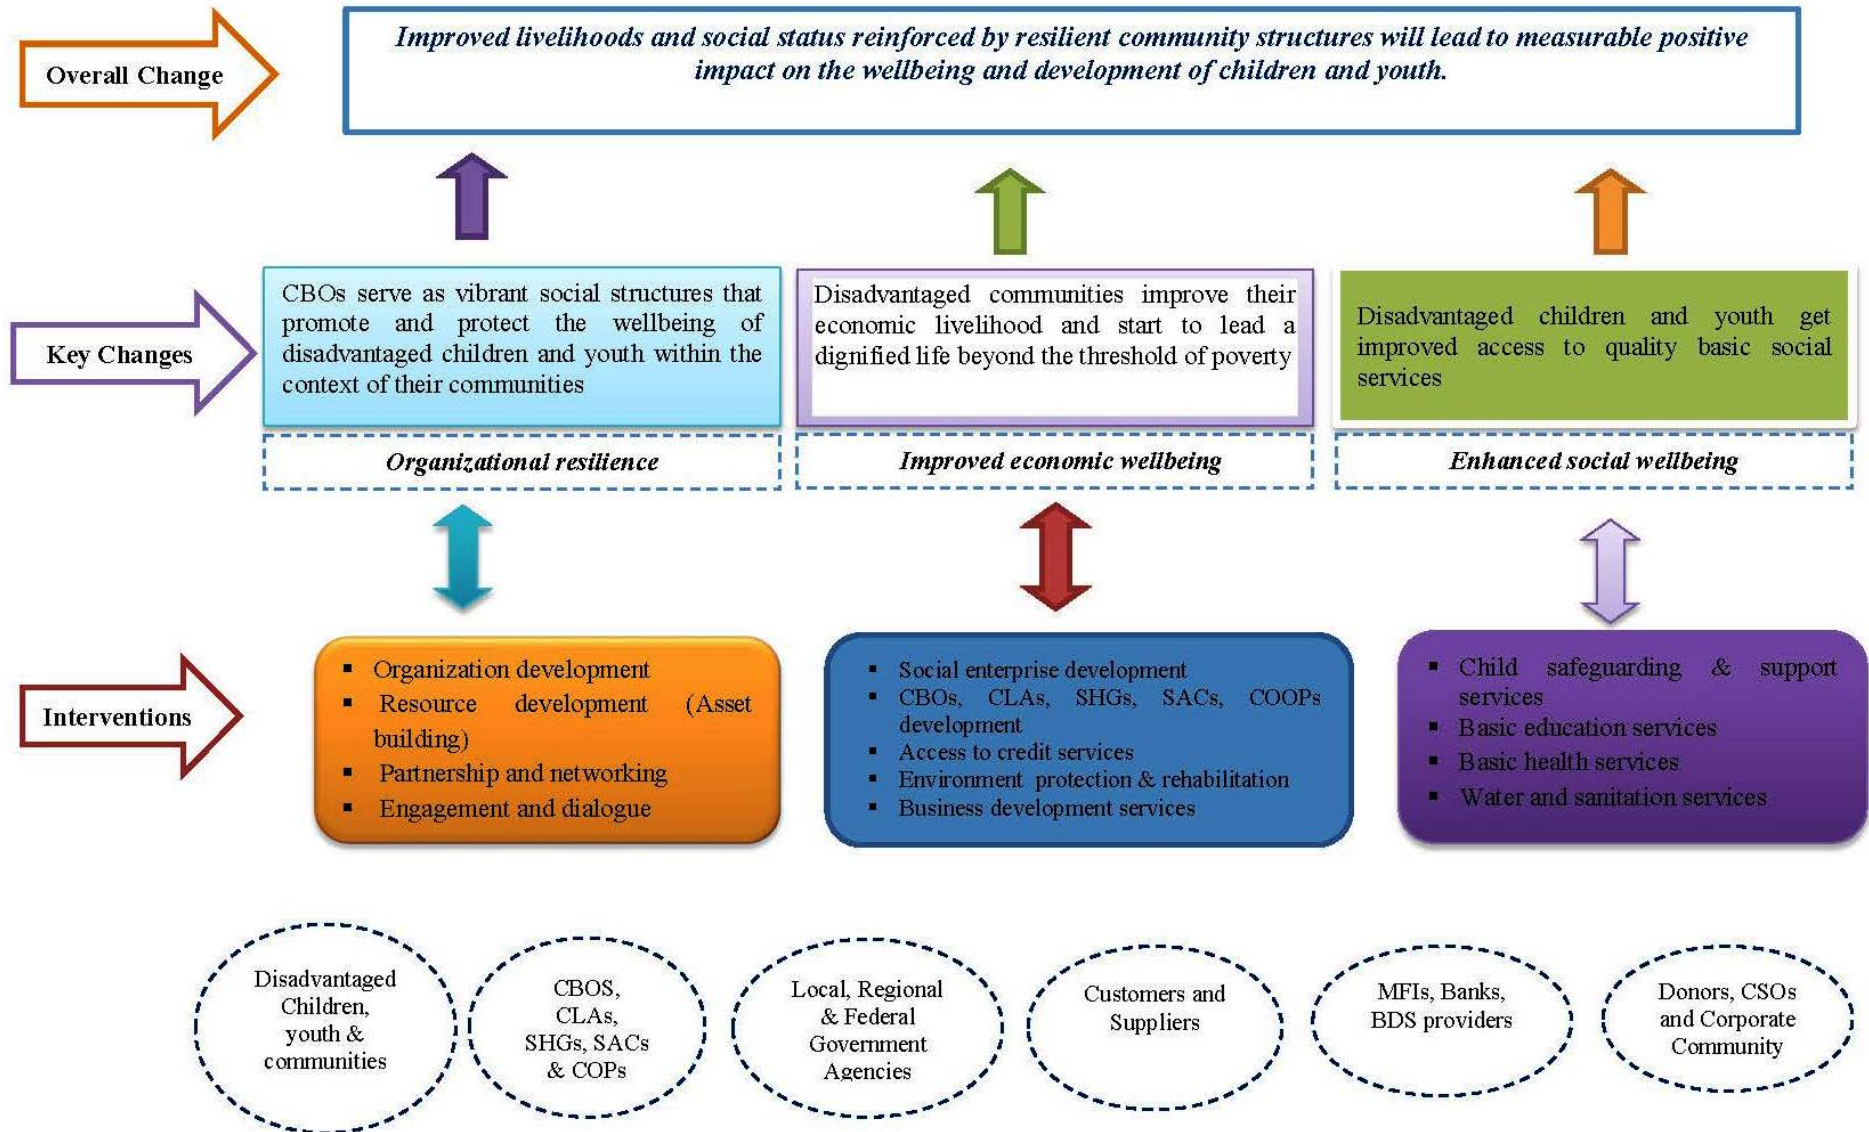 Overall Change
Improved livelihoods and social status reinforced by resilient community structures will lead to measurable positive
impact on the wellbeing and development of children and youth.
Key Changes
CBOs serve as vibrant social structures that
promote and protect the wellbeing of
disadvantaged children and youth within the
context of their communities
Organizational resilience
Disadvantaged communities improve their
economic livelihood and start to lead a
dignified life beyond the threshold of poverty
Improved economic wellbeing
Disadvantaged children and youth get
improved access to quality basic social
services
Enhanced social wellbeing
Interventions
▪ Organization development
▪ Resource development (Asset
building)
▪ Partnership and networking
▪ Engagement and dialogue
▪ Social enterprise development
▪ CBOs, CLAs, SHGs, SACs, COOPs
development
▪ Access to credit services
▪ Environment protection & rehabilitation
▪ Business development services
▪ Child safeguarding & support
services
▪ Basic education services
▪ Basic health services
▪ Water and sanitation services
Disadvantaged
Children,
youth &
communities
CBOS,
CLAs,
SHGs, SACs
& COPs
Local, Regional
& Federal
Government
Agencies
Customers and
Suppliers
MFIs, Banks,
BDS providers
Donors, CSOs
and Corporate
Community